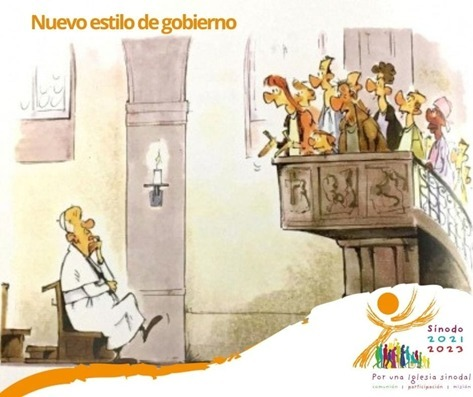 Nuevo estilo de gobierno
Sínodo
2021
2023
Por una Iglesia sinodal
comunión | participación | misión